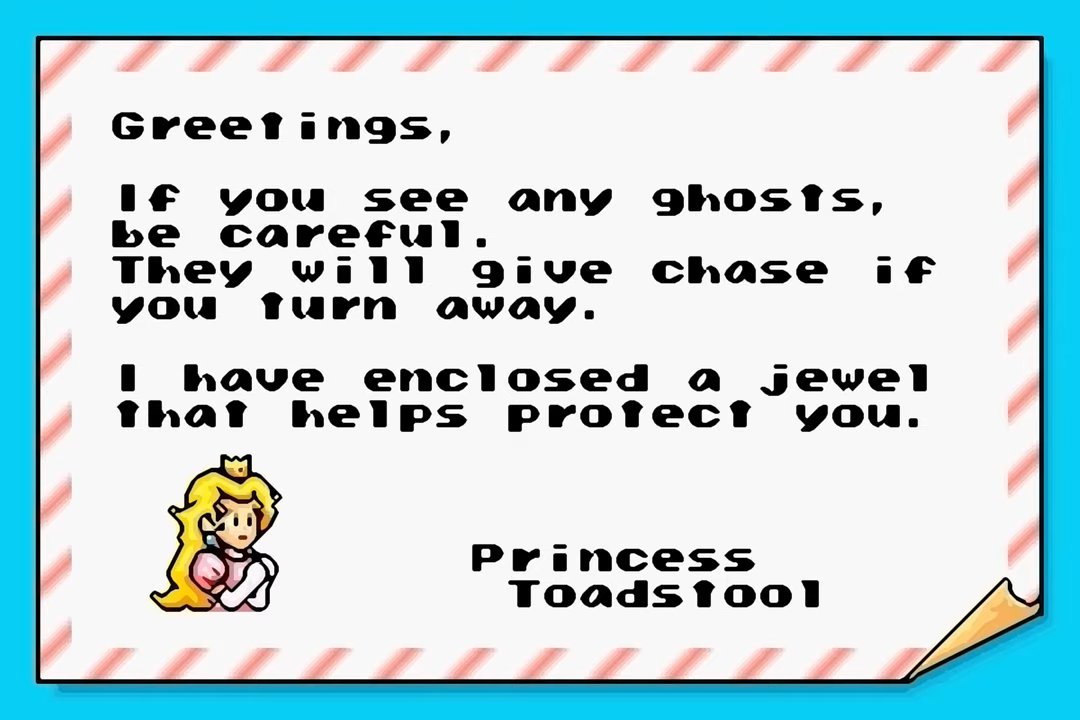 Greetings,
If you see any ghosts,
be careful.
They will give chase if
you turn away.
I have enclosed a jewel
that helps protect you.
Princess
Toadstool